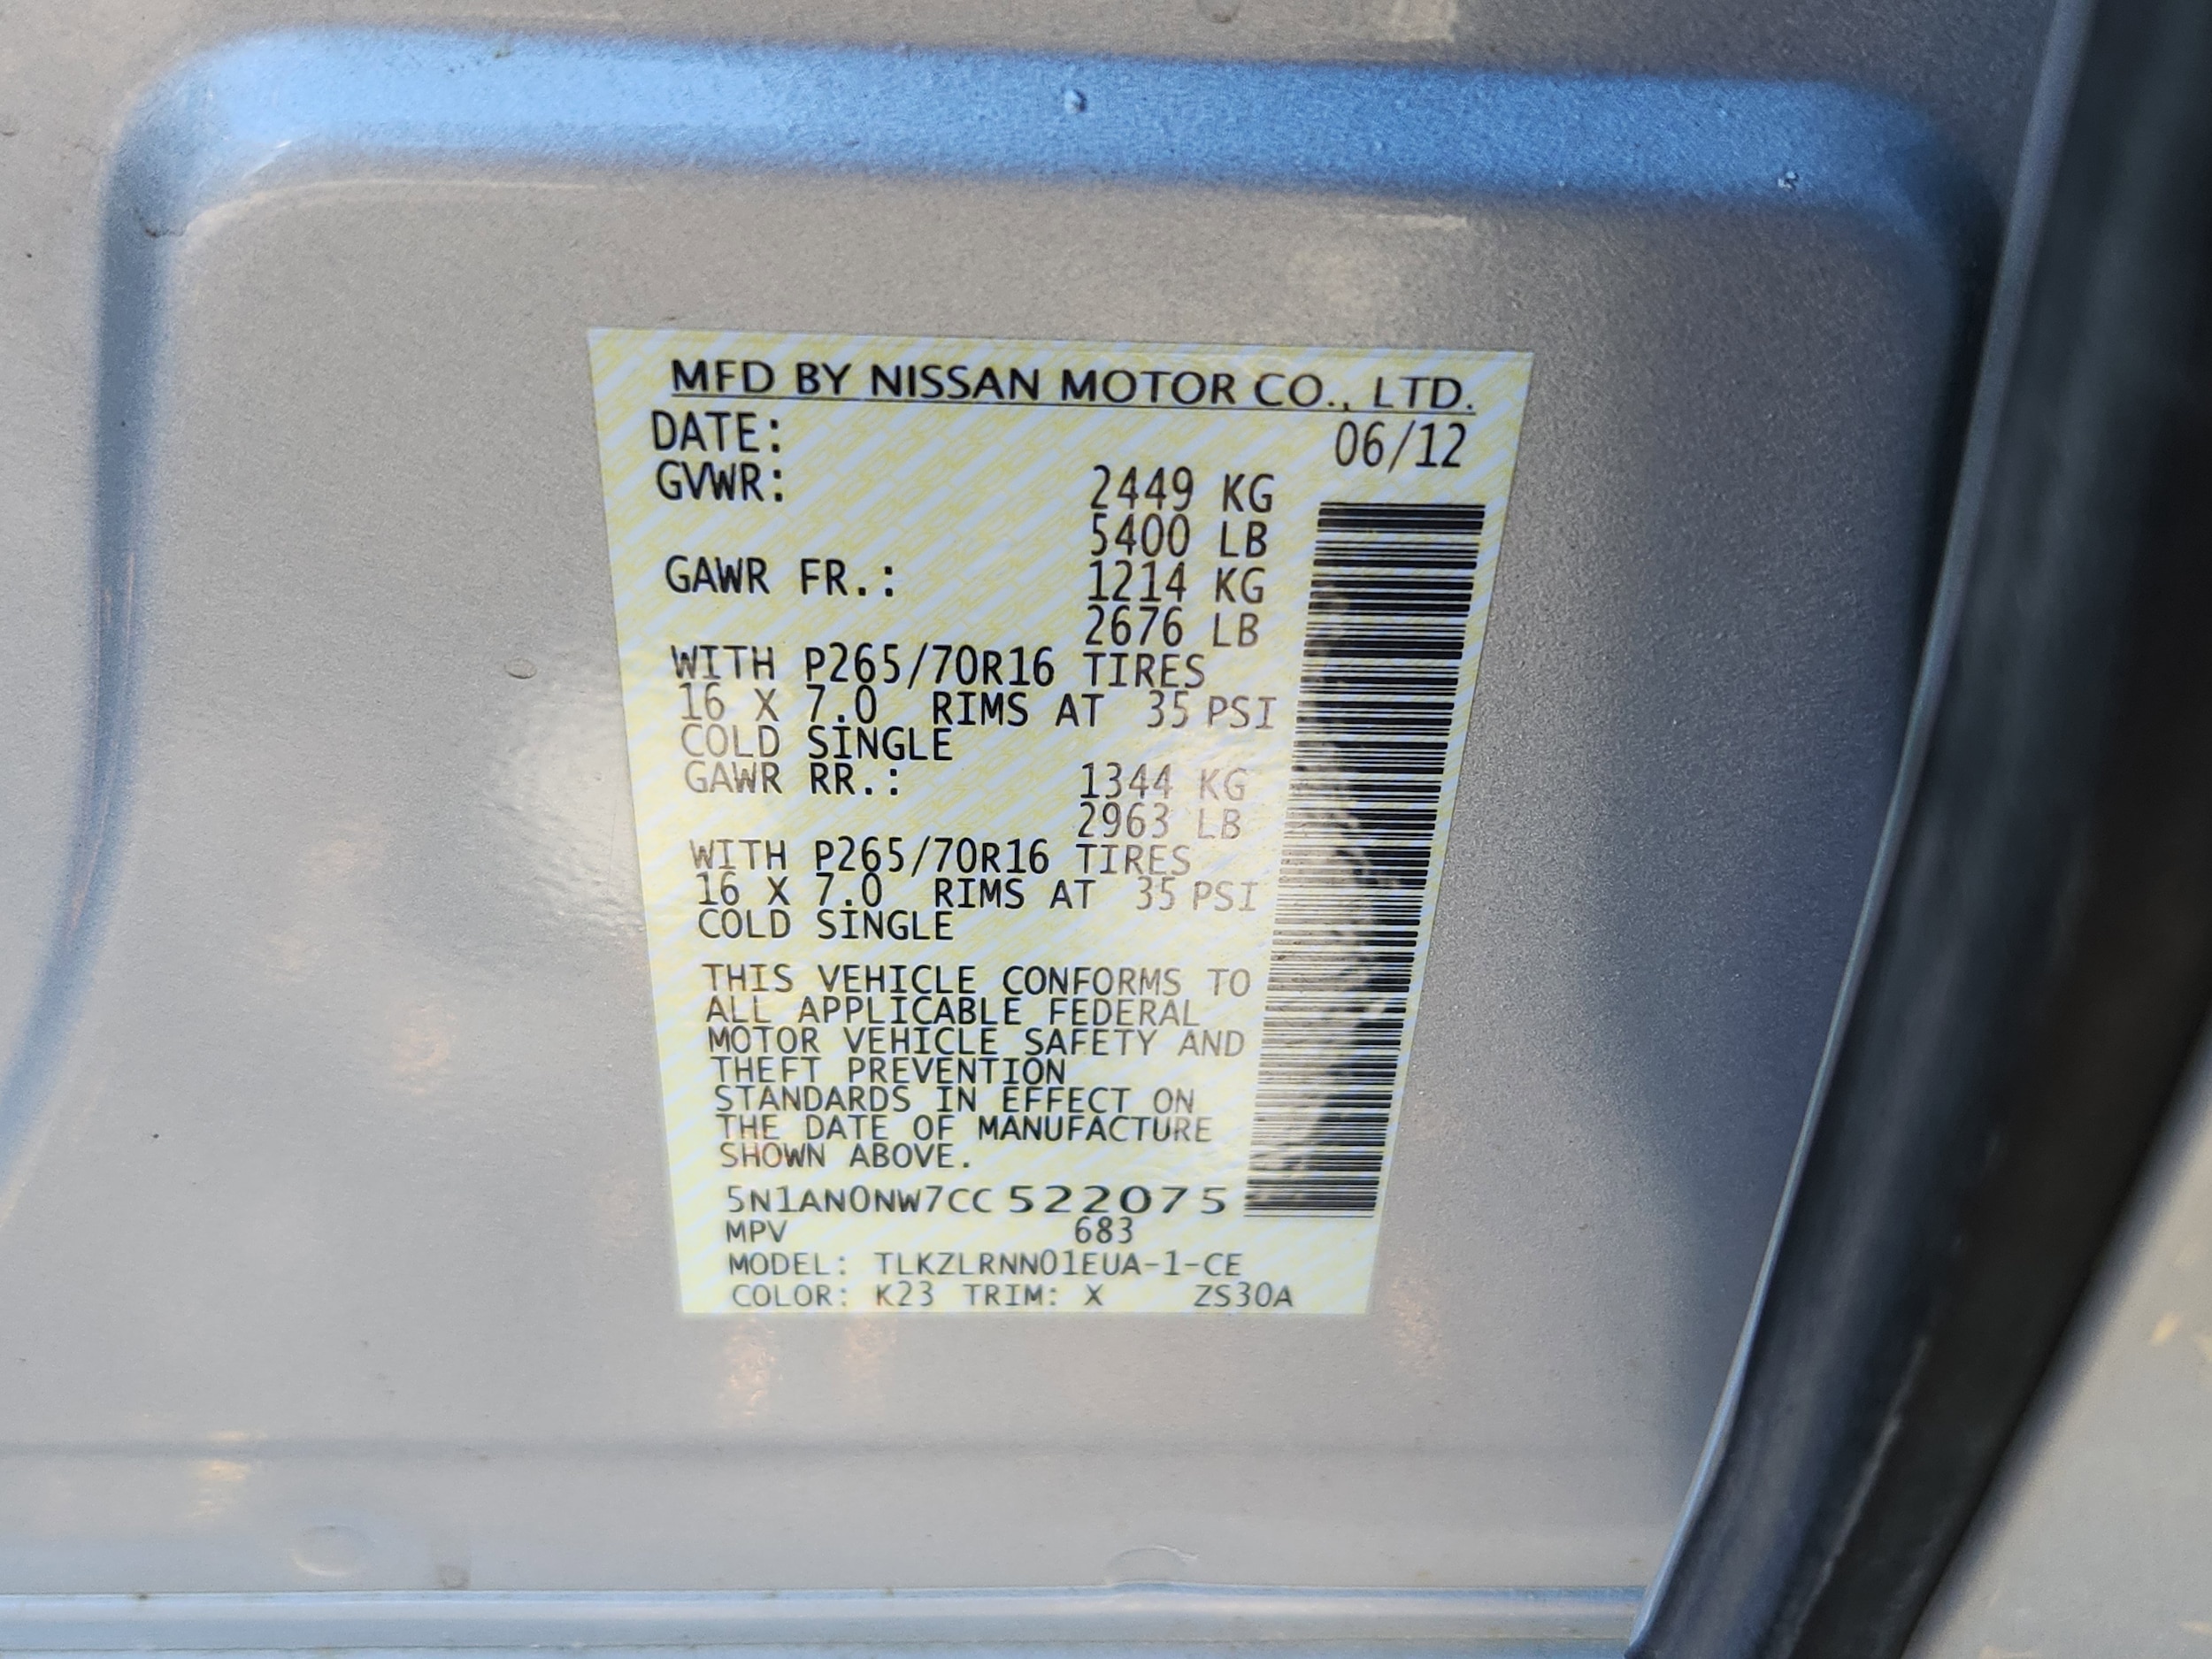 MFD BY NISSAN MOTOR CO., LTD.
DATE: 06/12
GVWR: 2449 KG
5400 LB
GAWR FR.: 1214 KG
2676 LB
WITH P265/70R16 TIRES
16 X 7.0 RIMS AT 35 PSI
COLD SINGLE
GAWR RR.: 1344 KG
2963 LB
WITH P265/70R16 TIRES
16 X 7.0 RIMS AT 35 PSI
COLD SINGLE
THIS VEHICLE CONFORMS TO
ALL APPLICABLE FEDERAL
MOTOR VEHICLE SAFETY AND
THEFT PREVENTION
STANDARDS IN EFFECT ON
THE DATE OF MANUFACTURE
SHOWN ABOVE.
5N1AN0NW7CC522075
MPV 683
MODEL: TLKZLRNN01EUA-1-CE
COLOR: K23 TRIM: X ZS30A